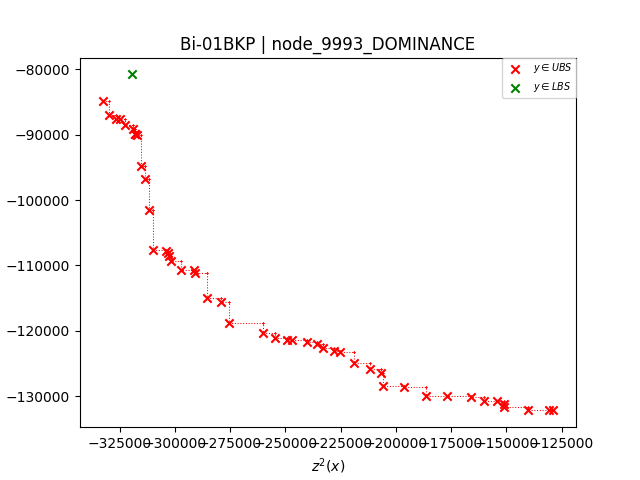 Bi-01BKP | node_9993_DOMINANCE
y ∈ UBS
y ∈ LBS
−80000
−90000
−100000
−110000
−120000
−130000
−325000 −300000 −275000 −250000 −225000 −200000 −175000 −150000 −125000
z²(x)